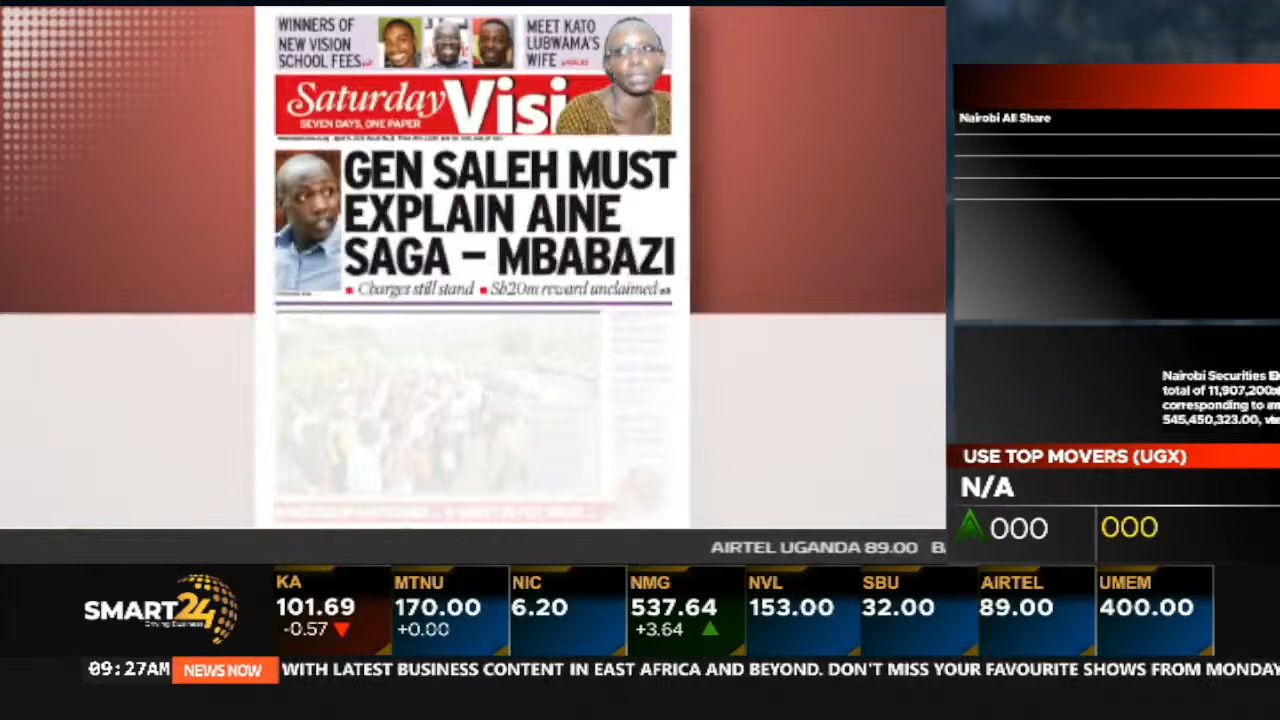 WINNERS OF
NEW VISION
SCHOOL FEES
MEET KATO
LUBWAMA'S
WIFE
Saturday Visi
SEVEN DAYS, ONE PAPER
GEN SALEH MUST
EXPLAIN AINE
SAGA – MBABAZI
Charges still stand Sh20m reward unclaimed
Nairobi All Share
Nairobi Securities
total of 11,907,200
corresponding to
545,450,323.00,
USE TOP MOVERS (UGX)
N/A
000 000
AIRTEL UGANDA 89.00
SMART24
Driving Business
KA
101.69
-0.57
MTNU
170.00
+0.00
NIC
6.20
NMG
537.64
+3.64
NVL
153.00
SBU
32.00
AIRTEL
89.00
UMEM
400.00
09:27AM NEWS NOW WITH LATEST BUSINESS CONTENT IN EAST AFRICA AND BEYOND. DON'T MISS YOUR FAVOURITE SHOWS FROM MONDAY